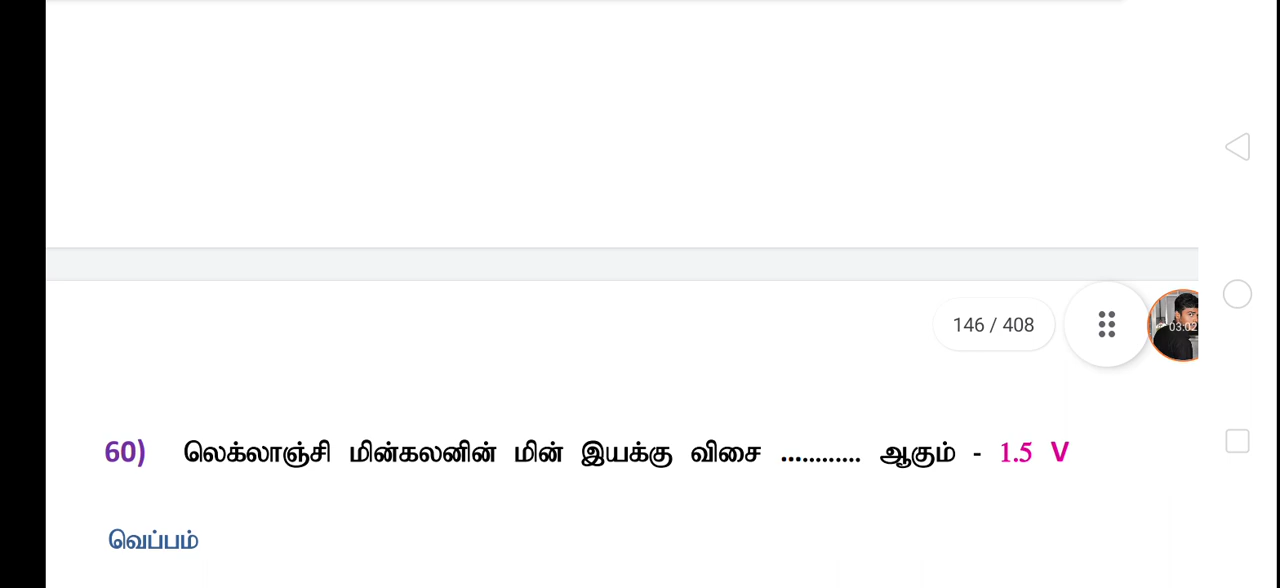 146 / 408
03:02
60) லெக்லாஞ்சி மின்கலனின் மின் இயக்கு விசை ............ ஆகும் - 1.5 V
வெப்பம்